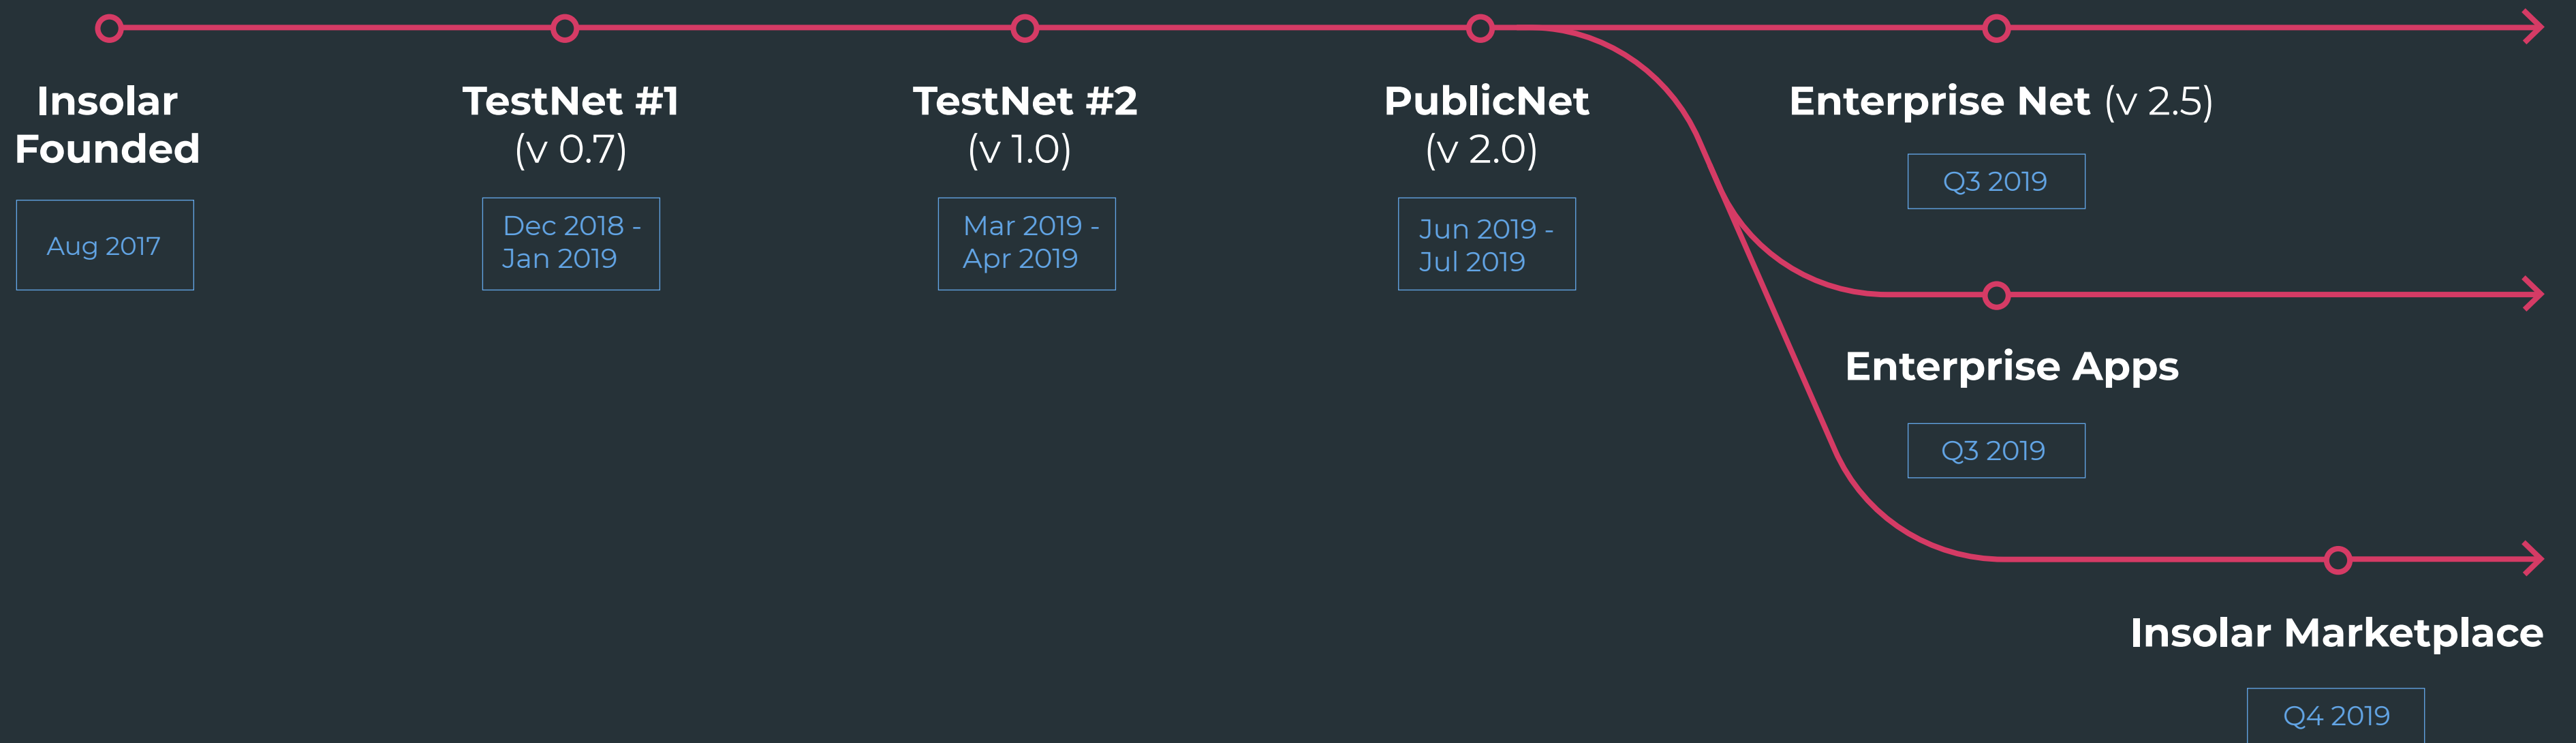 Insolar
Founded
Aug 2017
TestNet #1
(v 0.7)
Dec 2018 -
Jan 2019
TestNet #2
(v 1.0)
Mar 2019 -
Apr 2019
PublicNet
(v 2.0)
Jun 2019 -
Jul 2019
Enterprise Net (v 2.5)
Q3 2019
Enterprise Apps
Q3 2019
Insolar Marketplace
Q4 2019